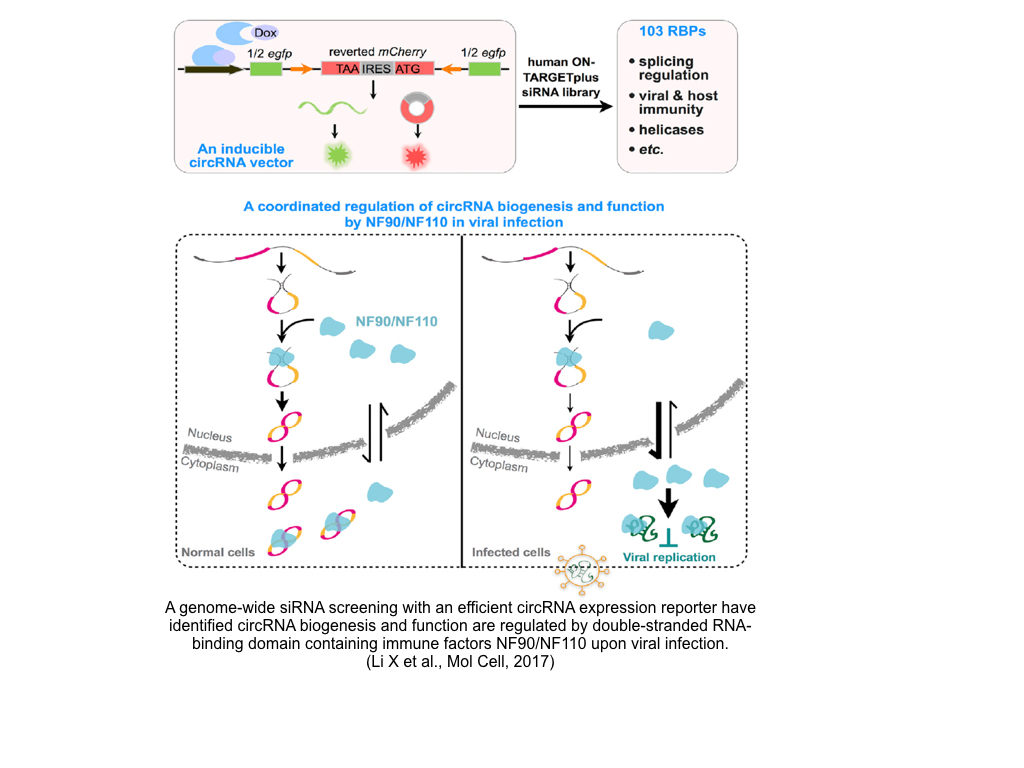 Dox
1/2 egfp
reverted mCherry
1/2 egfp
TAA IRES ATG
An inducible
circRNA vector
human ON-
TARGETplus
siRNA library
103 RBPs
• splicing
regulation
• viral & host
immunity
• helicases
• etc.
A coordinated regulation of circRNA biogenesis and function
by NF90/NF110 in viral infection
NF90/NF110
Nucleus
Cytoplasm
Normal cells
Nucleus
Cytoplasm
Infected cells
Viral replication
A genome-wide siRNA screening with an efficient circRNA expression reporter have
identified circRNA biogenesis and function are regulated by double-stranded RNA-
binding domain containing immune factors NF90/NF110 upon viral infection.
(Li X et al., Mol Cell, 2017)